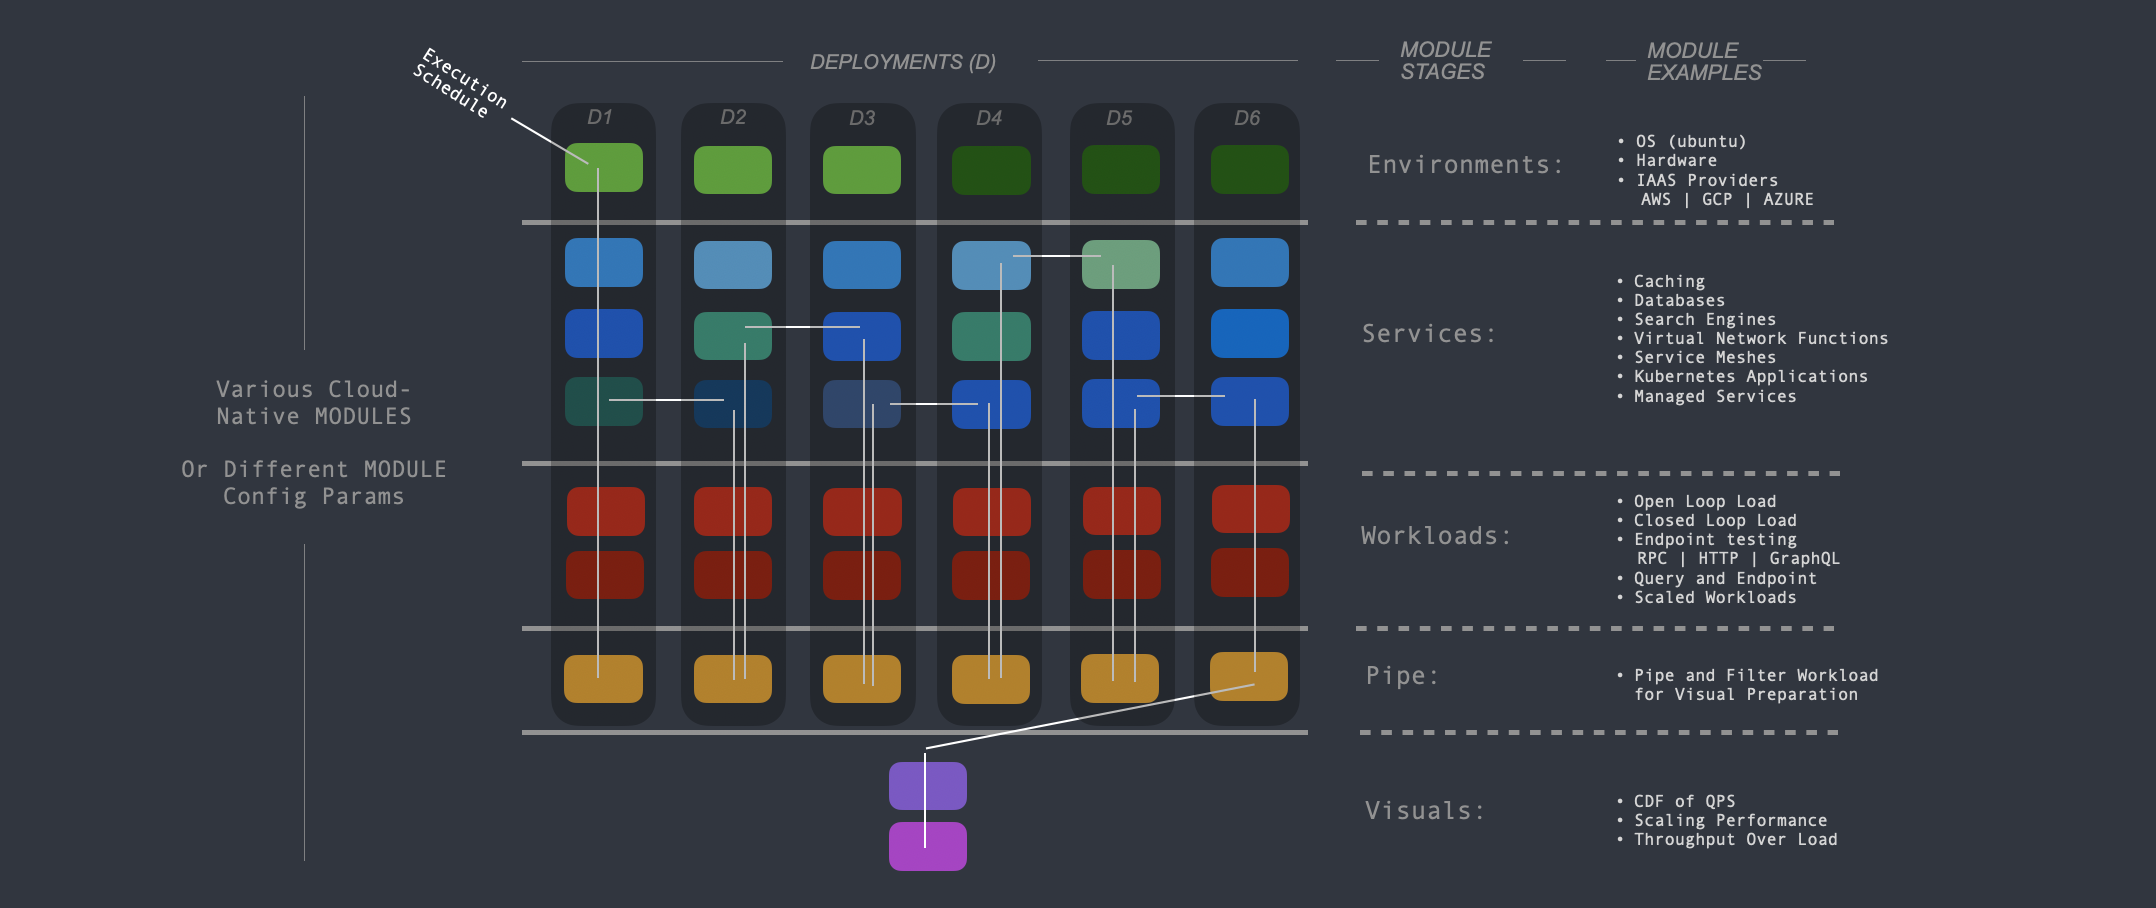 Execution
Schedule
DEPLOYMENTS (D)
MODULE
STAGES
MODULE
EXAMPLES
D1
D2
D3
D4
D5
D6
Various Cloud-
Native MODULES
Or Different MODULE
Config Params
Environments:
• OS (ubuntu)
• Hardware
• IAAS Providers
AWS | GCP | AZURE
Services:
• Caching
• Databases
• Search Engines
• Virtual Network Functions
• Service Meshes
• Kubernetes Applications
• Managed Services
Workloads:
• Open Loop Load
• Closed Loop Load
• Endpoint testing
RPC | HTTP | GraphQL
• Query and Endpoint
• Scaled Workloads
Pipe:
• Pipe and Filter Workload
for Visual Preparation
Visuals:
• CDF of QPS
• Scaling Performance
• Throughput Over Load